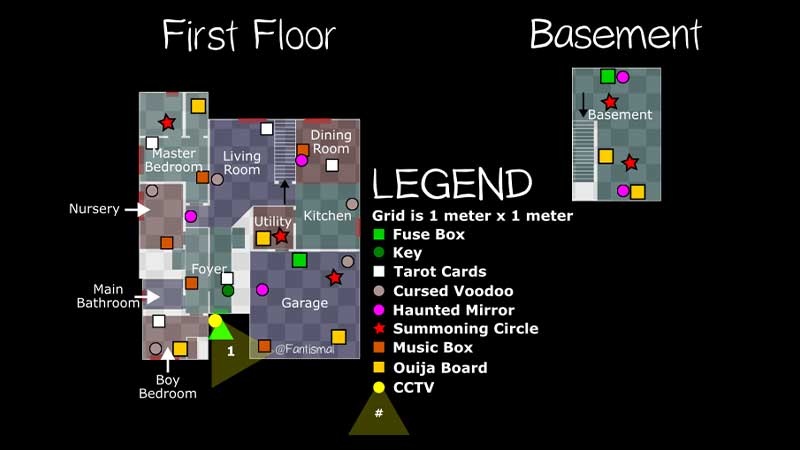 First Floor
Basement
Basement
Dining
Room
Living
Room
Master
Bedroom
Nursery
Utility
Kitchen
Foyer
Main
Bathroom
Garage
1
@Fantismal
Boy
Bedroom
LEGEND
Grid is 1 meter x 1 meter
Fuse Box
Key
Tarot Cards
Cursed Voodoo
Haunted Mirror
Summoning Circle
Music Box
Ouija Board
CCTV
#